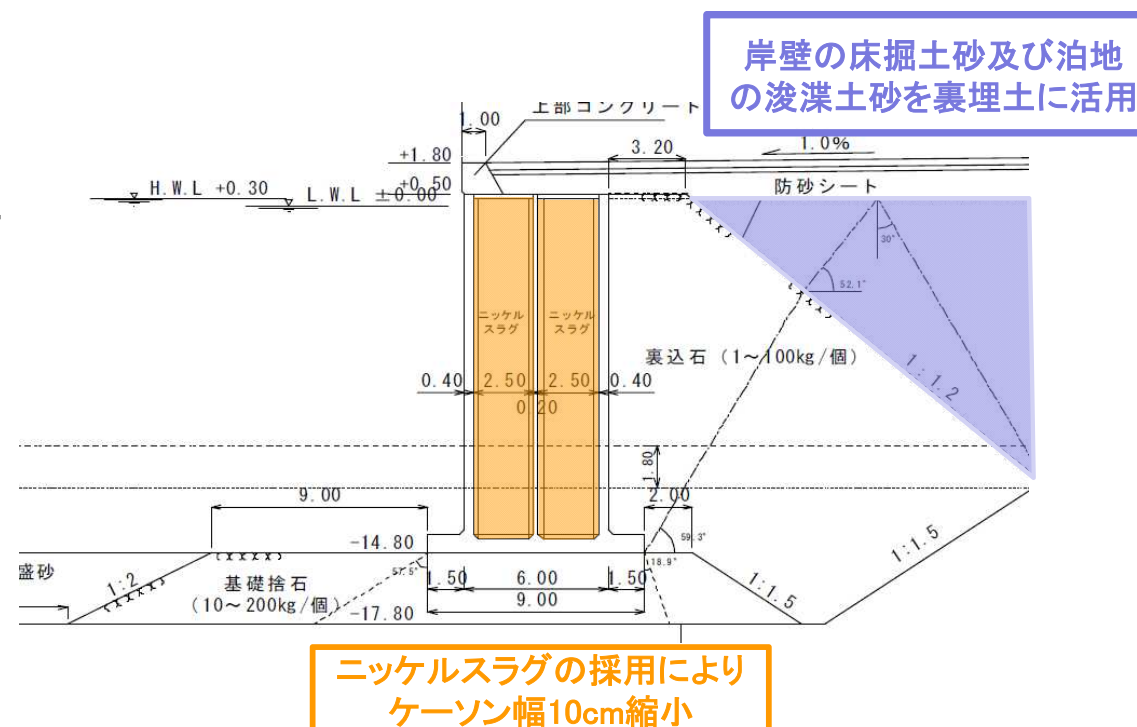 岸壁の床掘土砂及び泊地
の浚渫土砂を裏埋土に活用
上部コンクリート
1.00
+1.80
3.20
1.0%
+0.50
H.W.L +0.30
L.W.L ±0.00
防砂シート
30°
52.1°
ニッケル
スラグ
ニッケル
スラグ
裏込石（1～100kg/個）
1:1.2
0.40
2.50
2.50
0.40
0.20
1.80
9.00
2.00
-14.80
59.3°
1:1.5
盛砂
1:2
基礎捨石
(10～200kg/個)
57.5°
18.9°
1.50
6.00
1.50
9.00
1:1.5
-17.80
ニッケルスラグの採用により
ケーソン幅10cm縮小